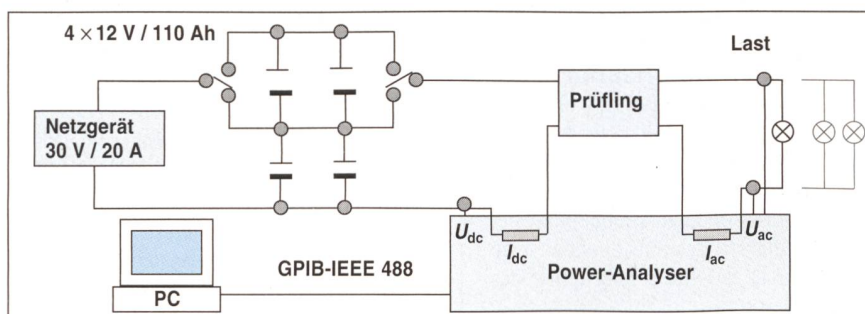 4 × 12 V / 110 Ah
Last
Netzgerät
30 V / 20 A
Prüfling
U_dc
I_dc
I_ac
U_ac
GPIB-IEEE 488
Power-Analyser
PC